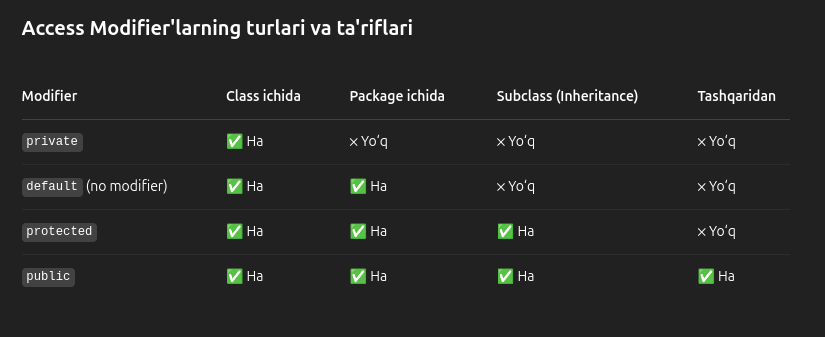 Access Modifier'larning turlari va ta'riflari
Modifier Class ichida Package ichida Subclass (Inheritance) Tashqaridan
private ✅ Ha × Yo‘q × Yo‘q × Yo‘q
default (no modifier) ✅ Ha ✅ Ha × Yo‘q × Yo‘q
protected ✅ Ha ✅ Ha ✅ Ha × Yo‘q
public ✅ Ha ✅ Ha ✅ Ha ✅ Ha